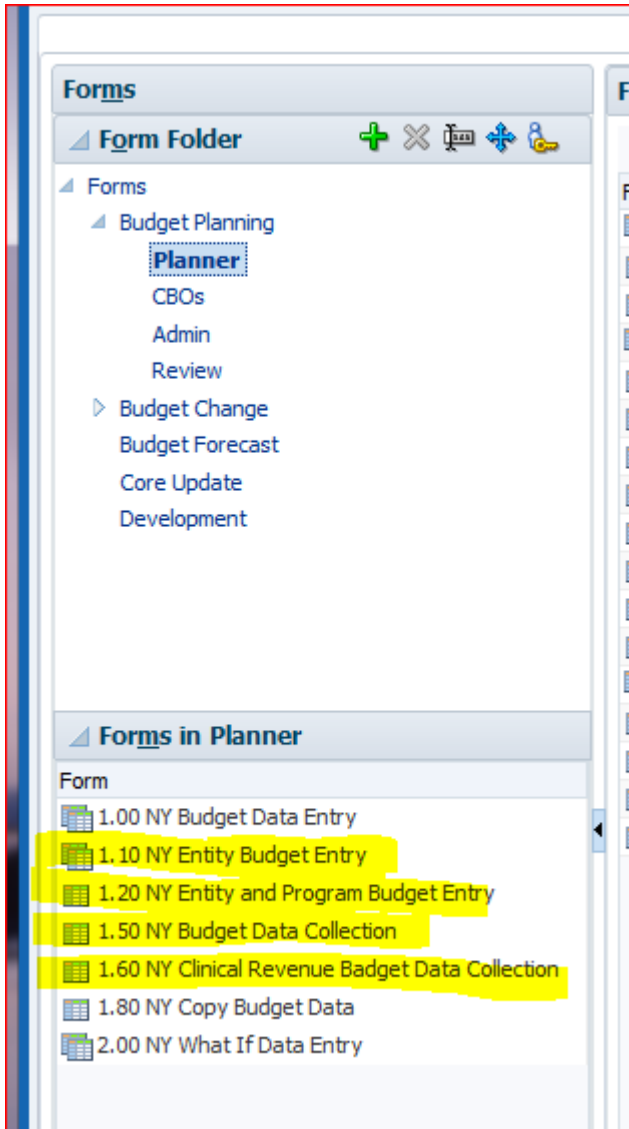 Forms
Form Folder
Forms
Budget Planning
Planner
CBOs
Admin
Review
Budget Change
Budget Forecast
Core Update
Development
Forms in Planner
Form
1.00 NY Budget Data Entry
1.10 NY Entity Budget Entry
1.20 NY Entity and Program Budget Entry
1.50 NY Budget Data Collection
1.60 NY Clinical Revenue Badget Data Collection
1.80 NY Copy Budget Data
2.00 NY What If Data Entry